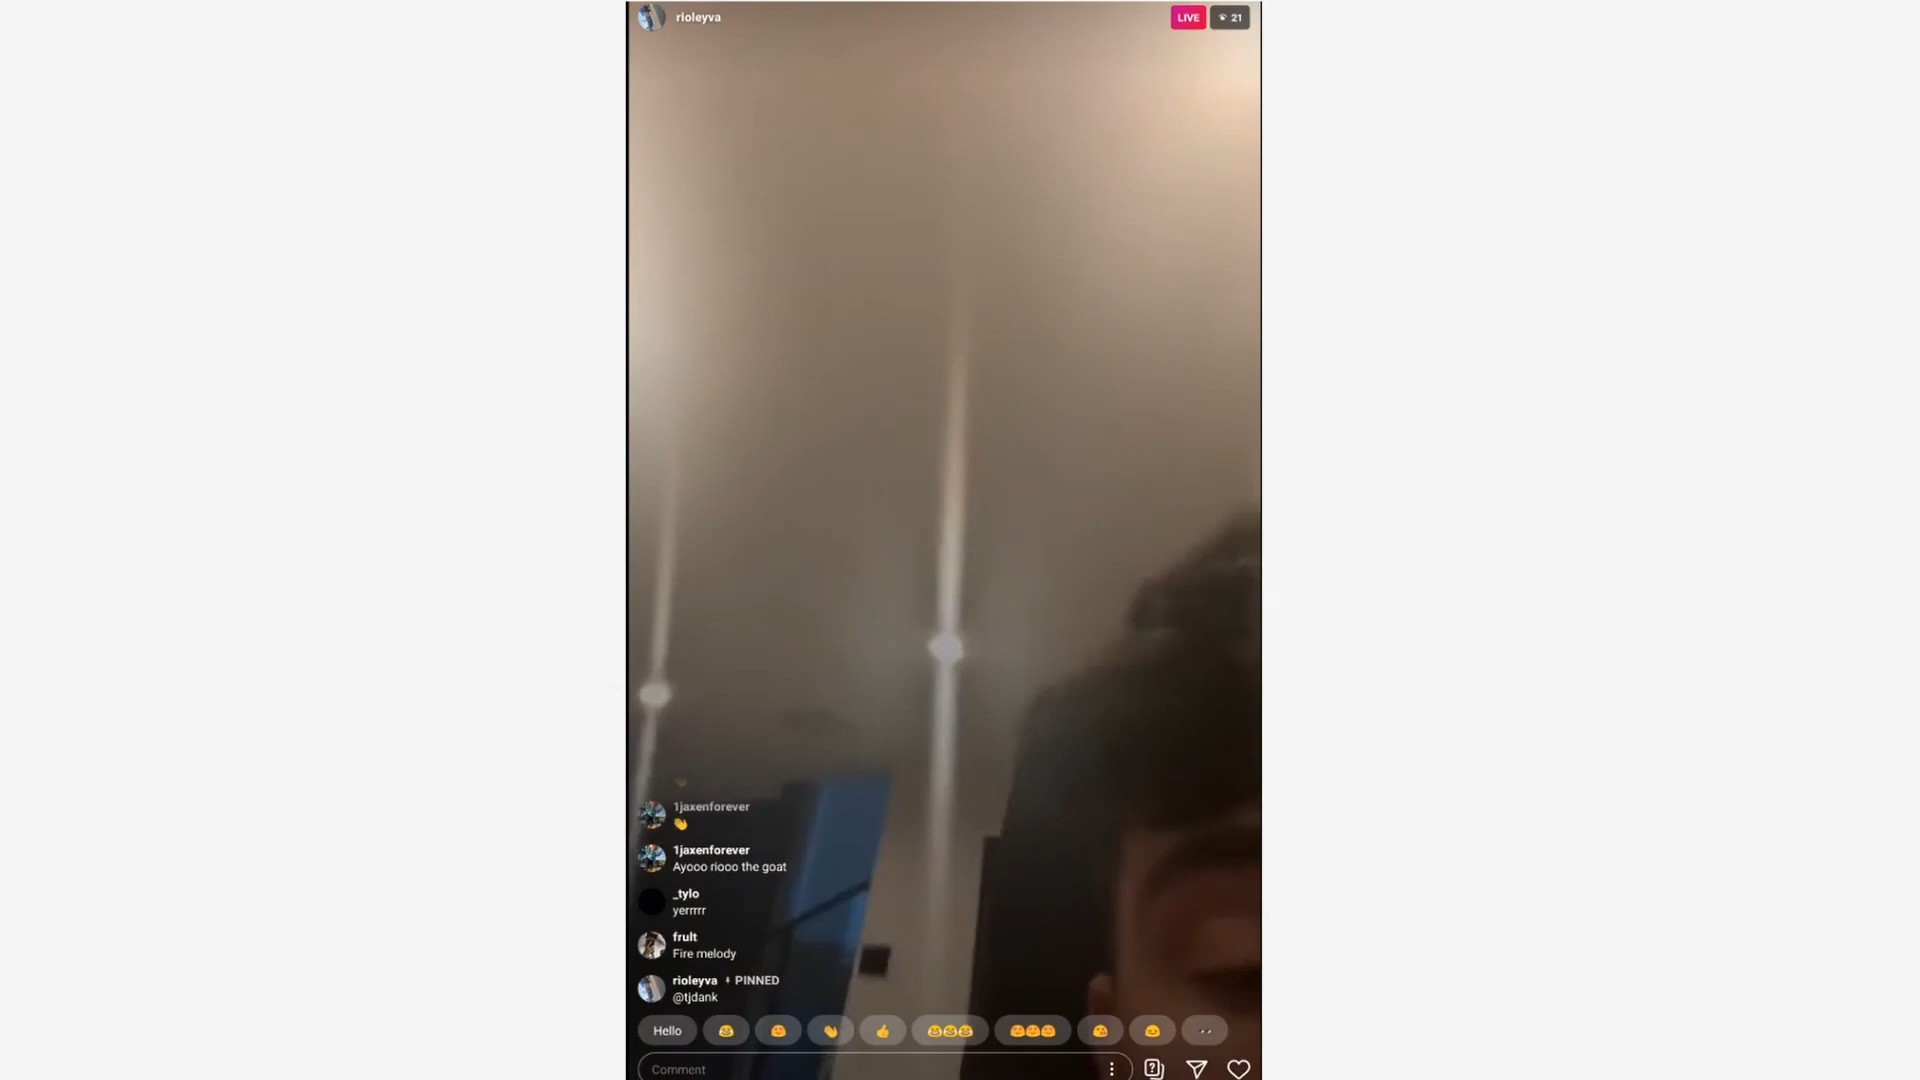 rioleyva
LIVE
21
1jaxenforever
👏
1jaxenforever
Ayooo riooo the goat
_tylo
yerrrrr
frult
Fire melody
rioleyva PINNED
@tjdank
Hello 😂 😍 👏 👍 😂😂😂 😍😍😍 😘 😊
Comment